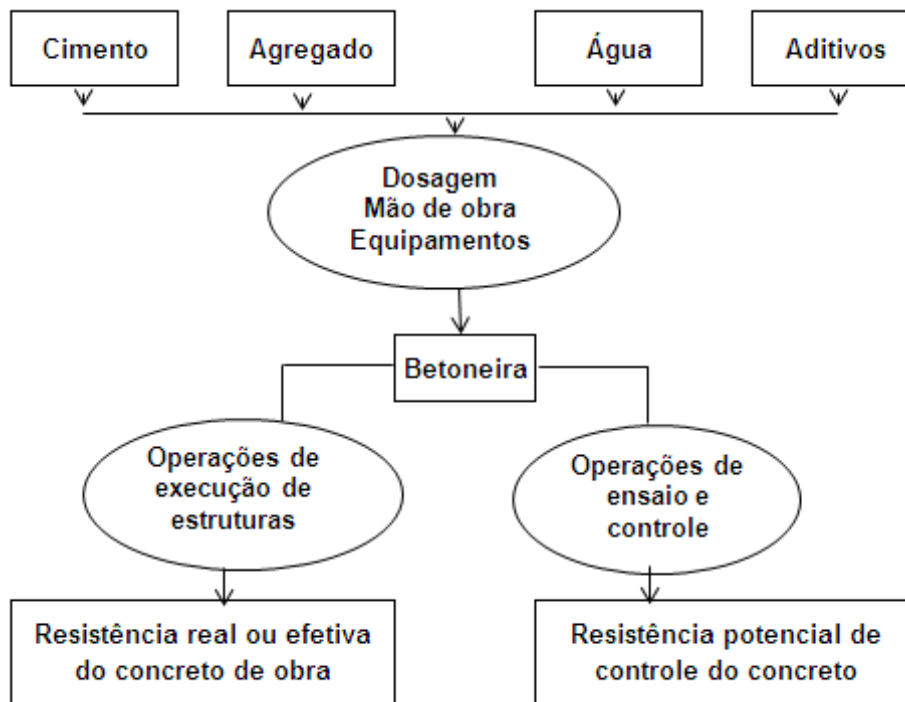 Cimento
Agregado
Água
Aditivos
Dosagem
Mão de obra
Equipamentos
Betoneira
Operações de
execução de
estruturas
Operações de
ensaio e
controle
Resistência real ou efetiva
do concreto de obra
Resistência potencial de
controle do concreto